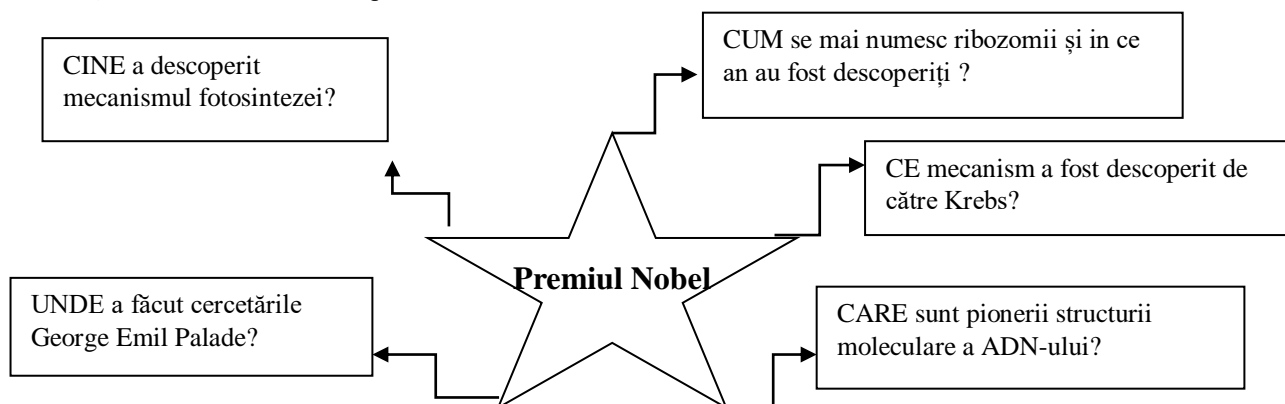 CUM se mai numesc ribozomii și in ce
an au fost descoperiți ?
CINE a descoperit
mecanismul fotosintezei?
CE mecanism a fost descoperit de
către Krebs?
Premiul Nobel
UNDE a făcut cercetările
George Emil Palade?
CARE sunt pionerii structurii
moleculare a ADN-ului?